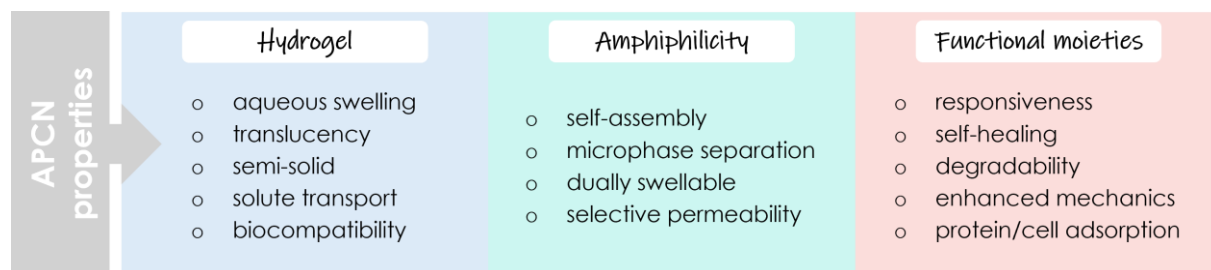 APCN
properties
Hydrogel
o aqueous swelling
o translucency
o semi-solid
o solute transport
o biocompatibility
Amphiphilicity
o self-assembly
o microphase separation
o dually swellable
o selective permeability
Functional moieties
o responsiveness
o self-healing
o degradability
o enhanced mechanics
o protein/cell adsorption